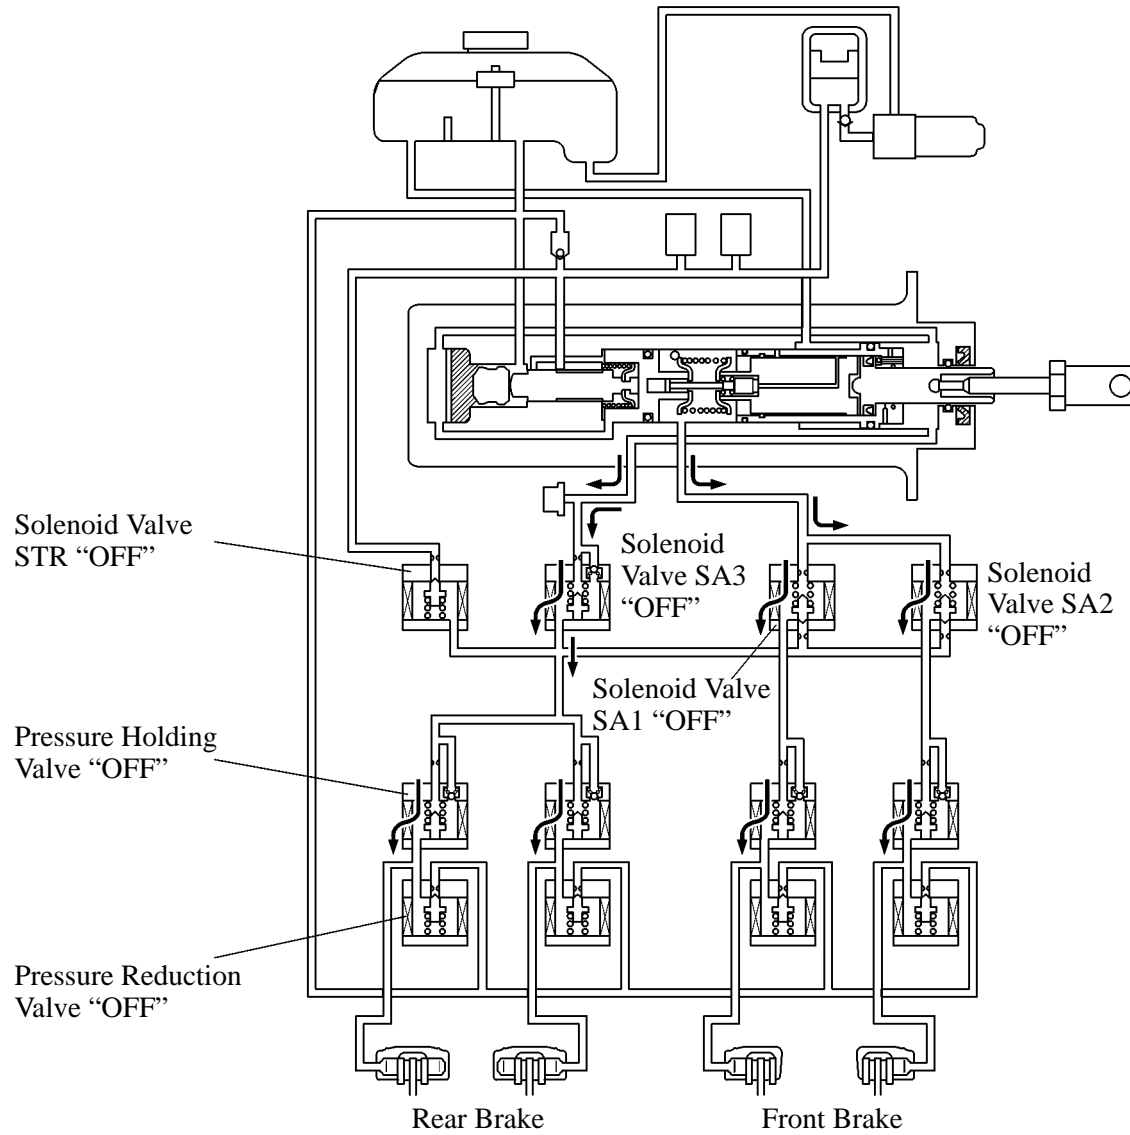 Solenoid Valve
STR “OFF”
Solenoid
Valve SA3
“OFF”
Solenoid
Valve SA2
“OFF”
Solenoid Valve
SA1 “OFF”
Pressure Holding
Valve “OFF”
Pressure Reduction
Valve “OFF”
Rear Brake
Front Brake